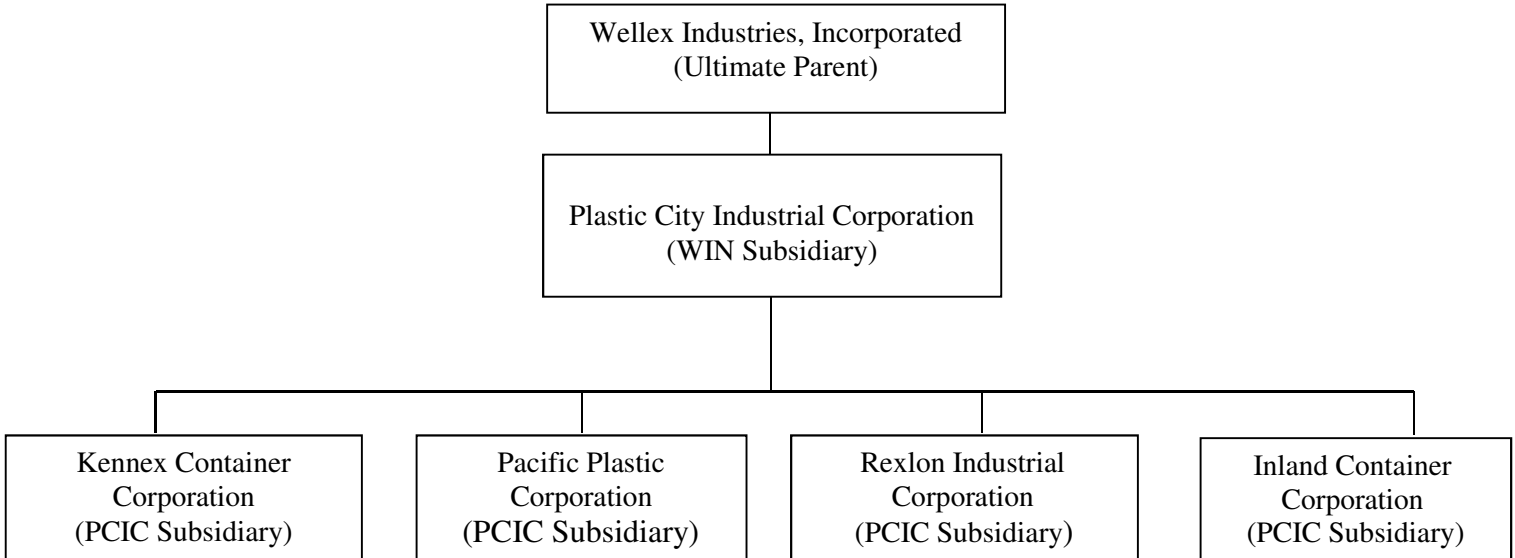 Wellex Industries, Incorporated
(Ultimate Parent)
Plastic City Industrial Corporation
(WIN Subsidiary)
Kennex Container
Corporation
(PCIC Subsidiary)
Pacific Plastic
Corporation
(PCIC Subsidiary)
Rexlon Industrial
Corporation
(PCIC Subsidiary)
Inland Container
Corporation
(PCIC Subsidiary)